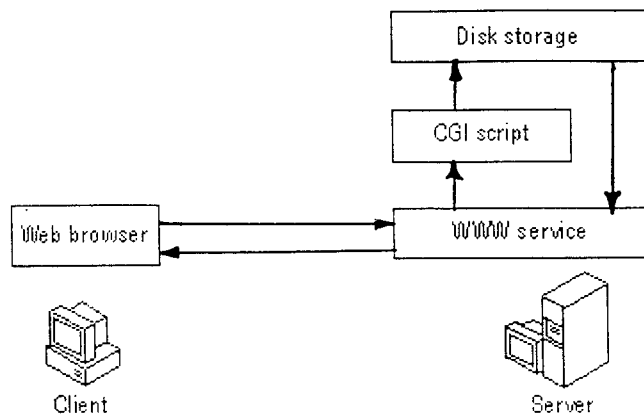 Disk storage
CGI script
Web browser
WWW service
Client
Server